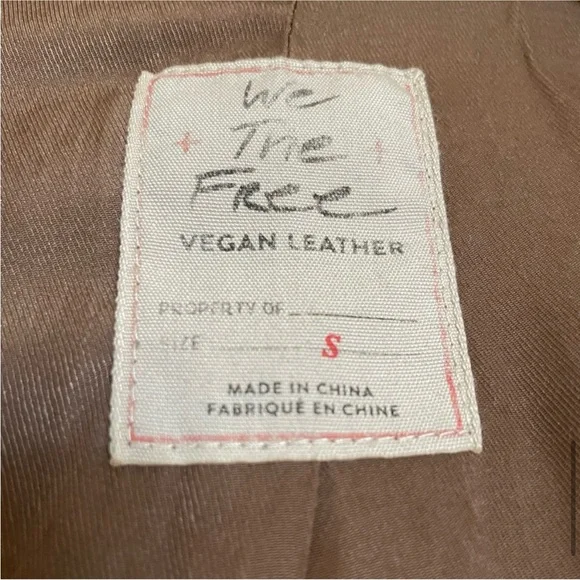 We
The
Free
VEGAN LEATHER
PROPERTY OF
SIZE S
MADE IN CHINA
FABRIQUÉ EN CHINE